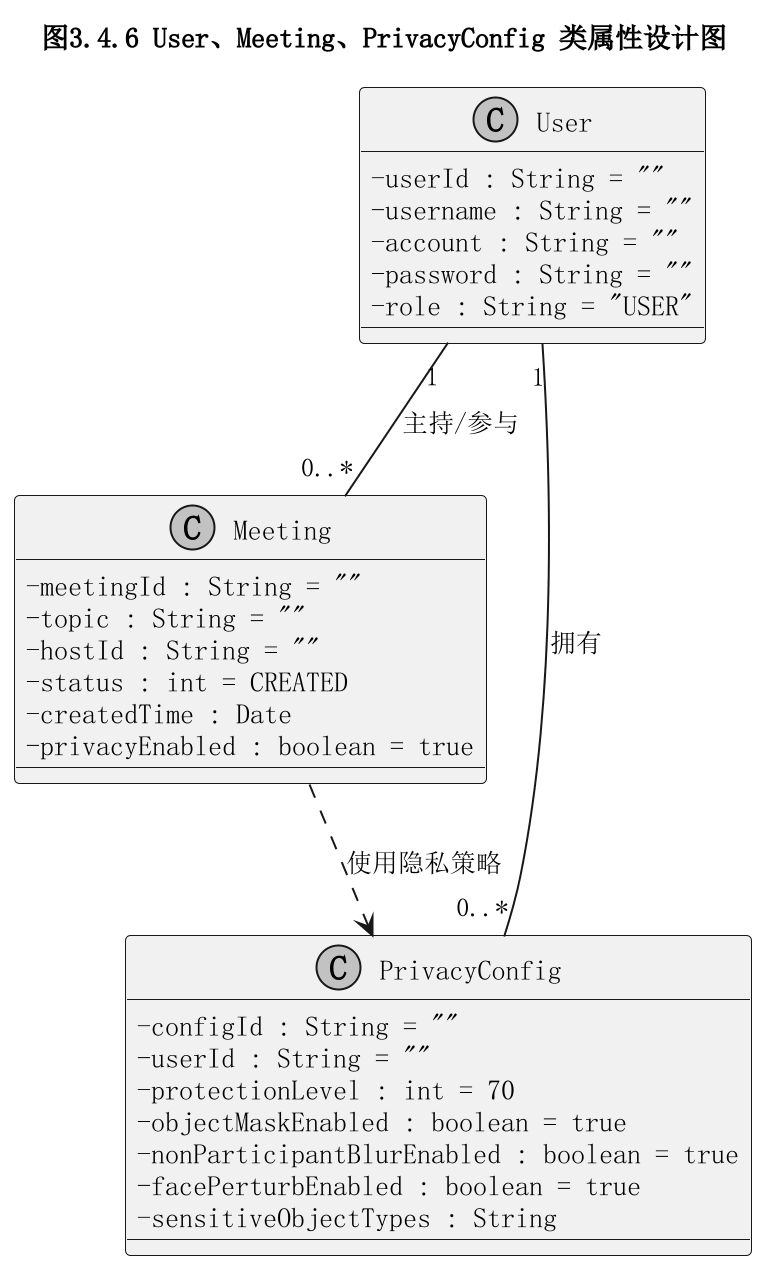 图3.4.6 User、Meeting、PrivacyConfig 类属性设计图
C User
-userId : String = ""
-username : String = ""
-account : String = ""
-password : String = ""
-role : String = "USER"
1
1
主持/参与
0..*
C Meeting
-meetingId : String = ""
-topic : String = ""
-hostId : String = ""
-status : int = CREATED
-createdTime : Date
-privacyEnabled : boolean = true
拥有
使用隐私策略
0..*
C PrivacyConfig
-configId : String = ""
-userId : String = ""
-protectionLevel : int = 70
-objectMaskEnabled : boolean = true
-nonParticipantBlurEnabled : boolean = true
-facePerturbEnabled : boolean = true
-sensitiveObjectTypes : String